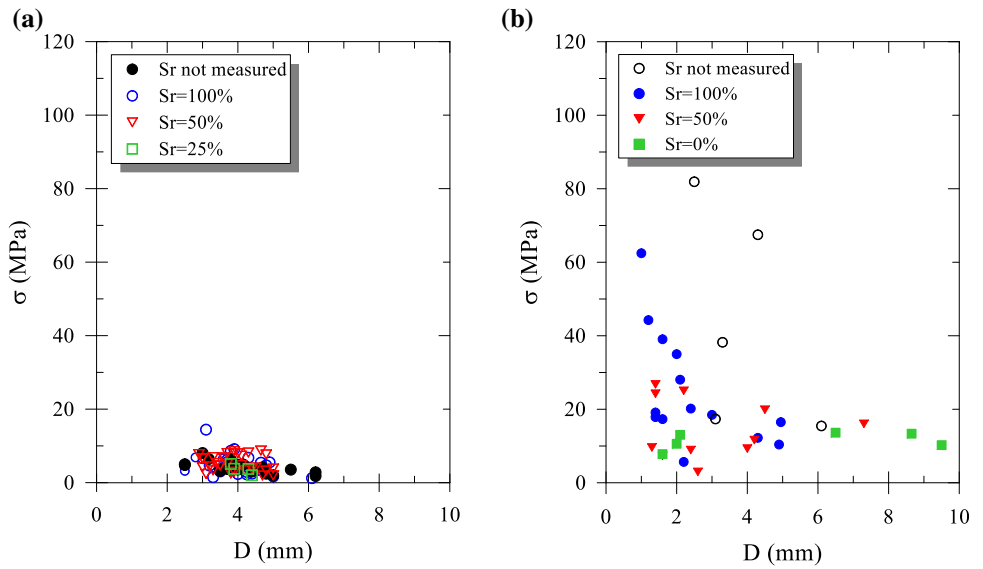 (a)
120
100
80
60
40
20
0
σ (MPa)
Sr not measured
Sr=100%
Sr=50%
Sr=25%
0 2 4 6 8 10
D (mm)
(b)
120
100
80
60
40
20
0
σ (MPa)
Sr not measured
Sr=100%
Sr=50%
Sr=0%
0 2 4 6 8 10
D (mm)